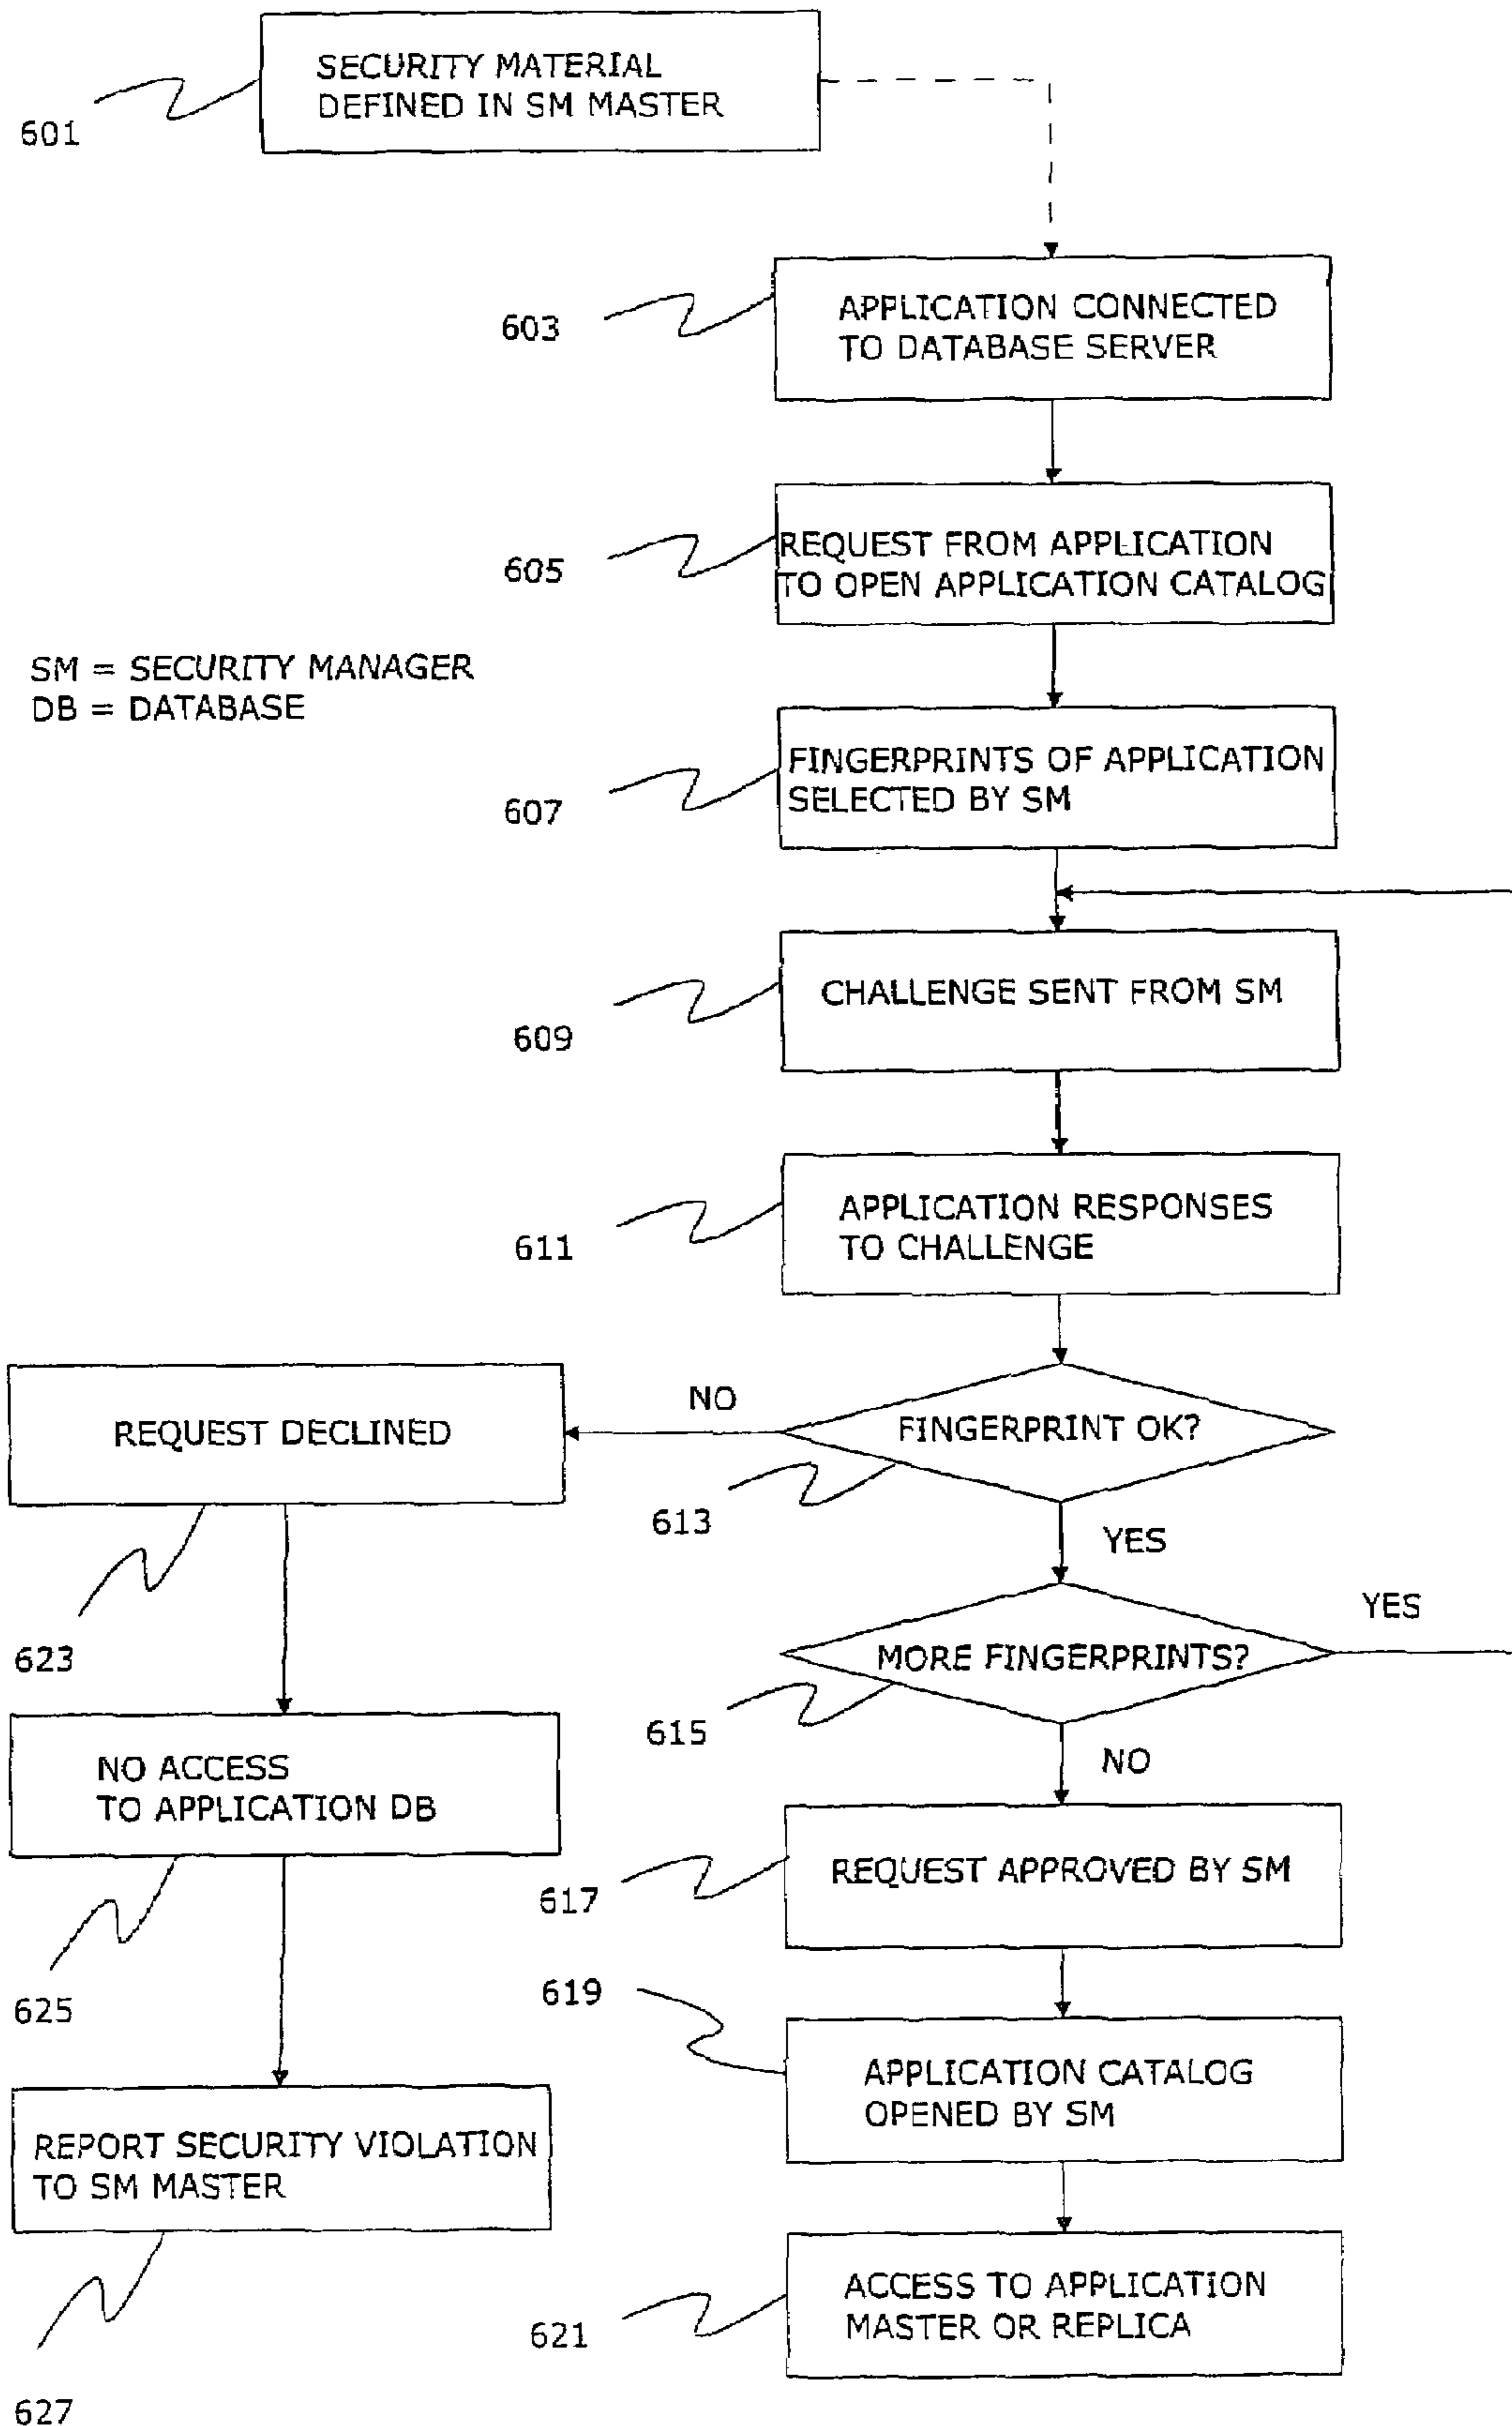 SECURITY MATERIAL
DEFINED IN SM MASTER
601
APPLICATION CONNECTED
TO DATABASE SERVER
603
REQUEST FROM APPLICATION
TO OPEN APPLICATION CATALOG
605
SM = SECURITY MANAGER
DB = DATABASE
FINGERPRINTS OF APPLICATION
SELECTED BY SM
607
CHALLENGE SENT FROM SM
609
APPLICATION RESPONSES
TO CHALLENGE
611
FINGERPRINT OK?
NO
REQUEST DECLINED
613
YES
623
MORE FINGERPRINTS?
YES
615
NO
NO ACCESS
TO APPLICATION DB
REQUEST APPROVED BY SM
617
625
619
APPLICATION CATALOG
OPENED BY SM
REPORT SECURITY VIOLATION
TO SM MASTER
ACCESS TO APPLICATION
MASTER OR REPLICA
621
627